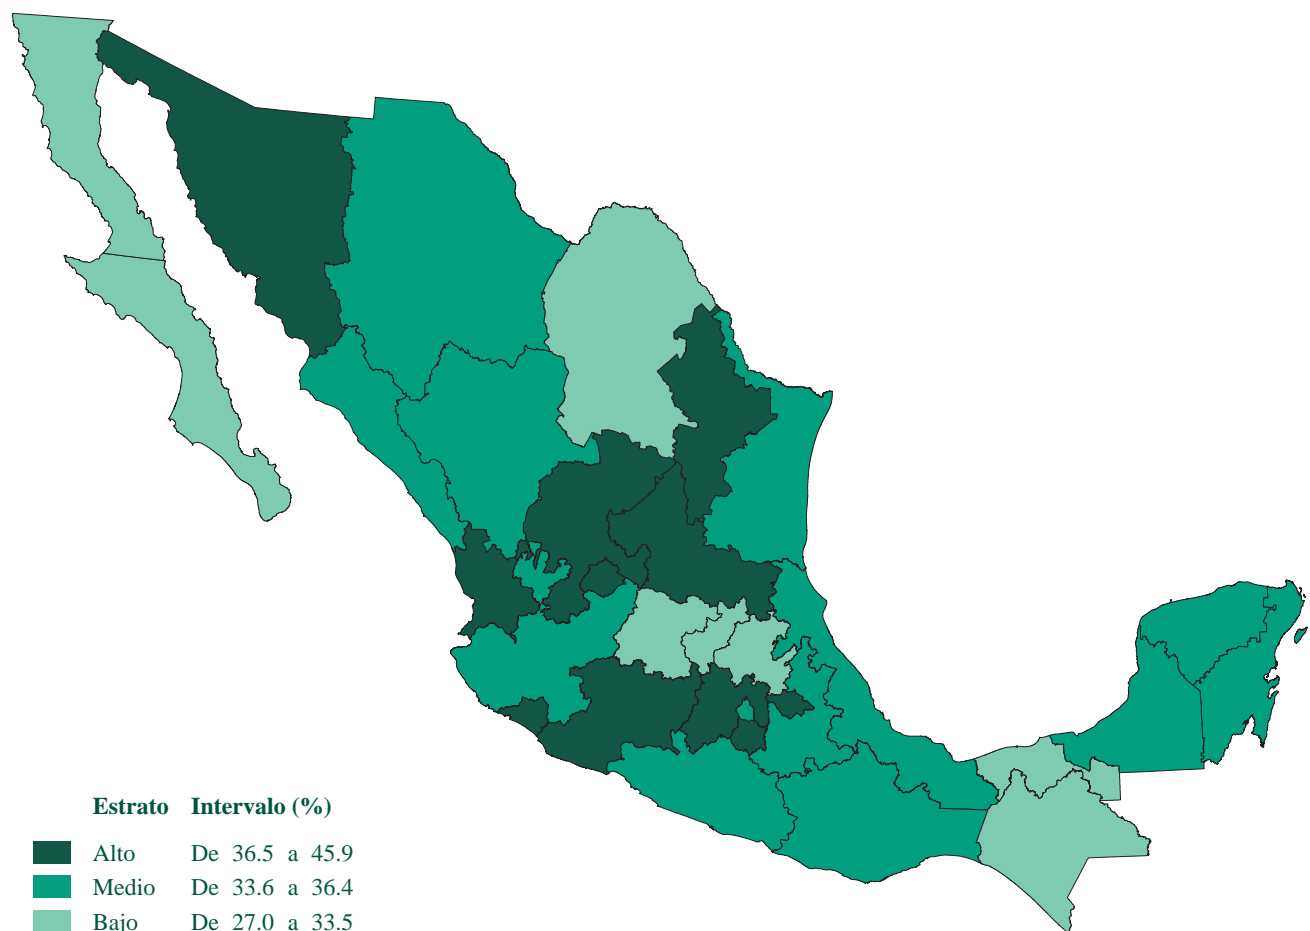 Estrato Intervalo (%)
Alto De 36.5 a 45.9
Medio De 33.6 a 36.4
Bajo De 27.0 a 33.5